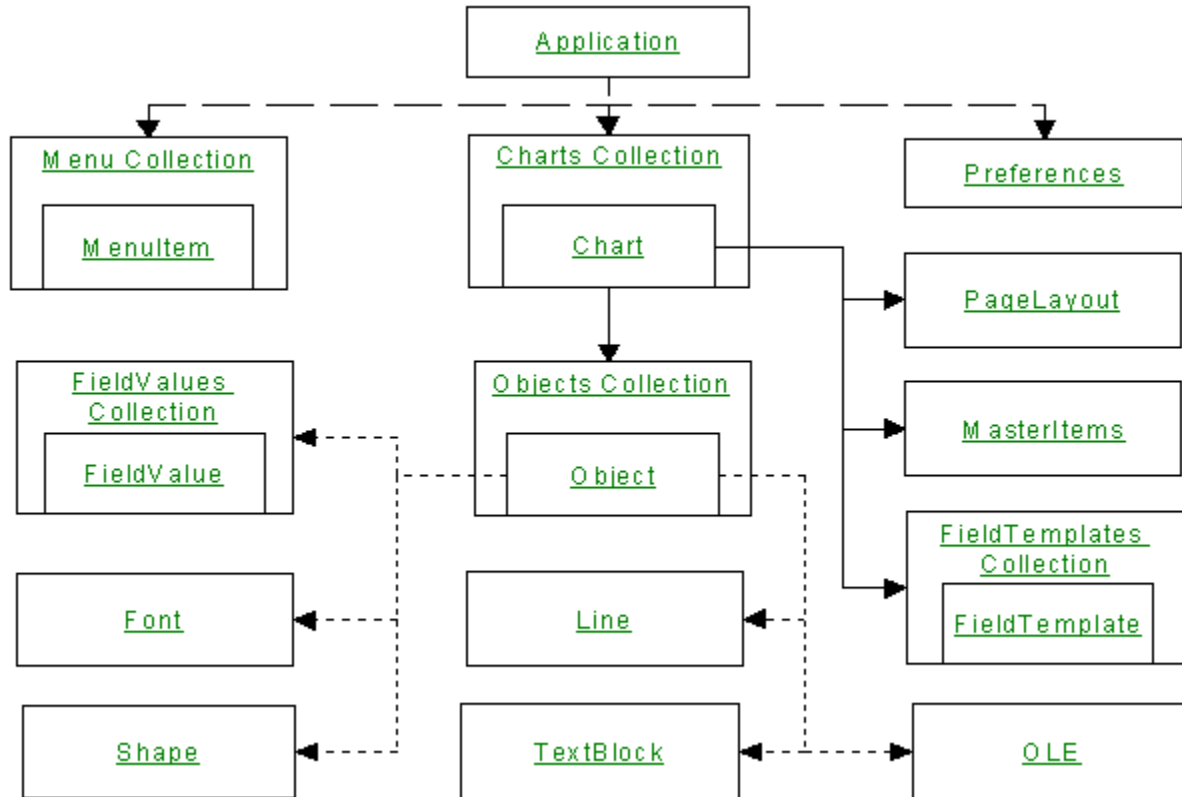 Application
Menu Collection
Charts Collection
Preferences
MenuItem
Chart
PageLayout
FieldValues
Collection
Objects Collection
MasterItems
FieldValue
Object
FieldTemplates
Collection
Font
Line
FieldTemplate
Shape
TextBlock
OLE